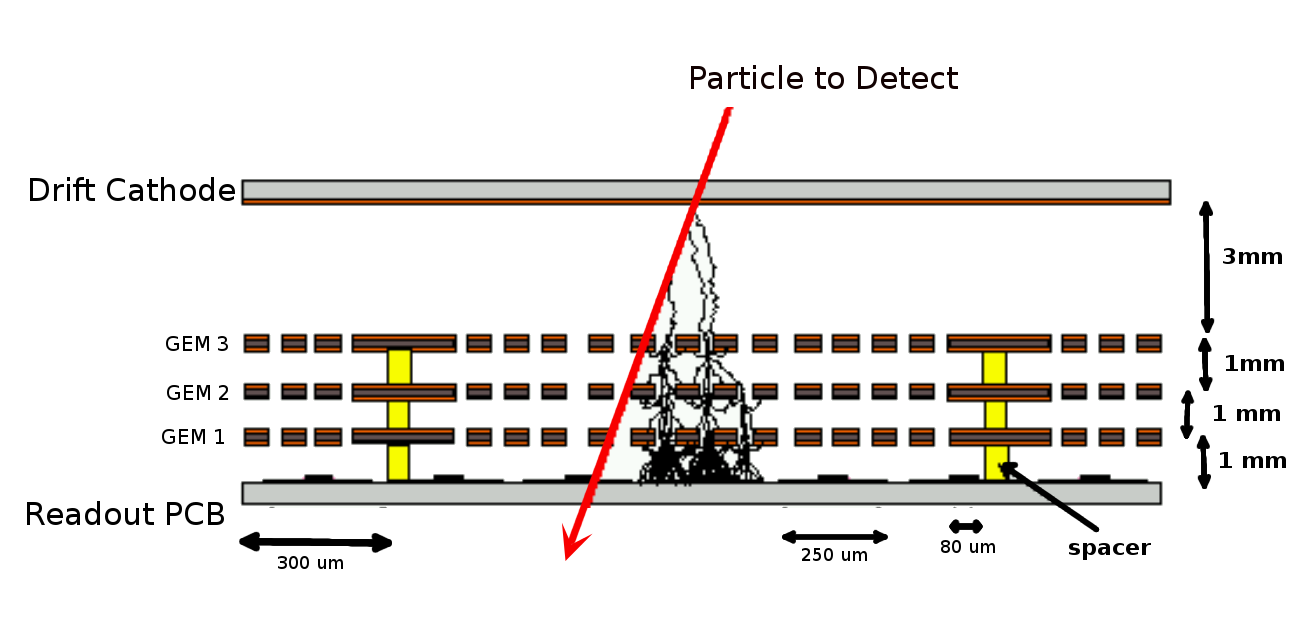 Particle to Detect
Drift Cathode
3mm
GEM 3
1mm
GEM 2
1 mm
GEM 1
1 mm
Readout PCB
300 um
250 um
80 um
spacer